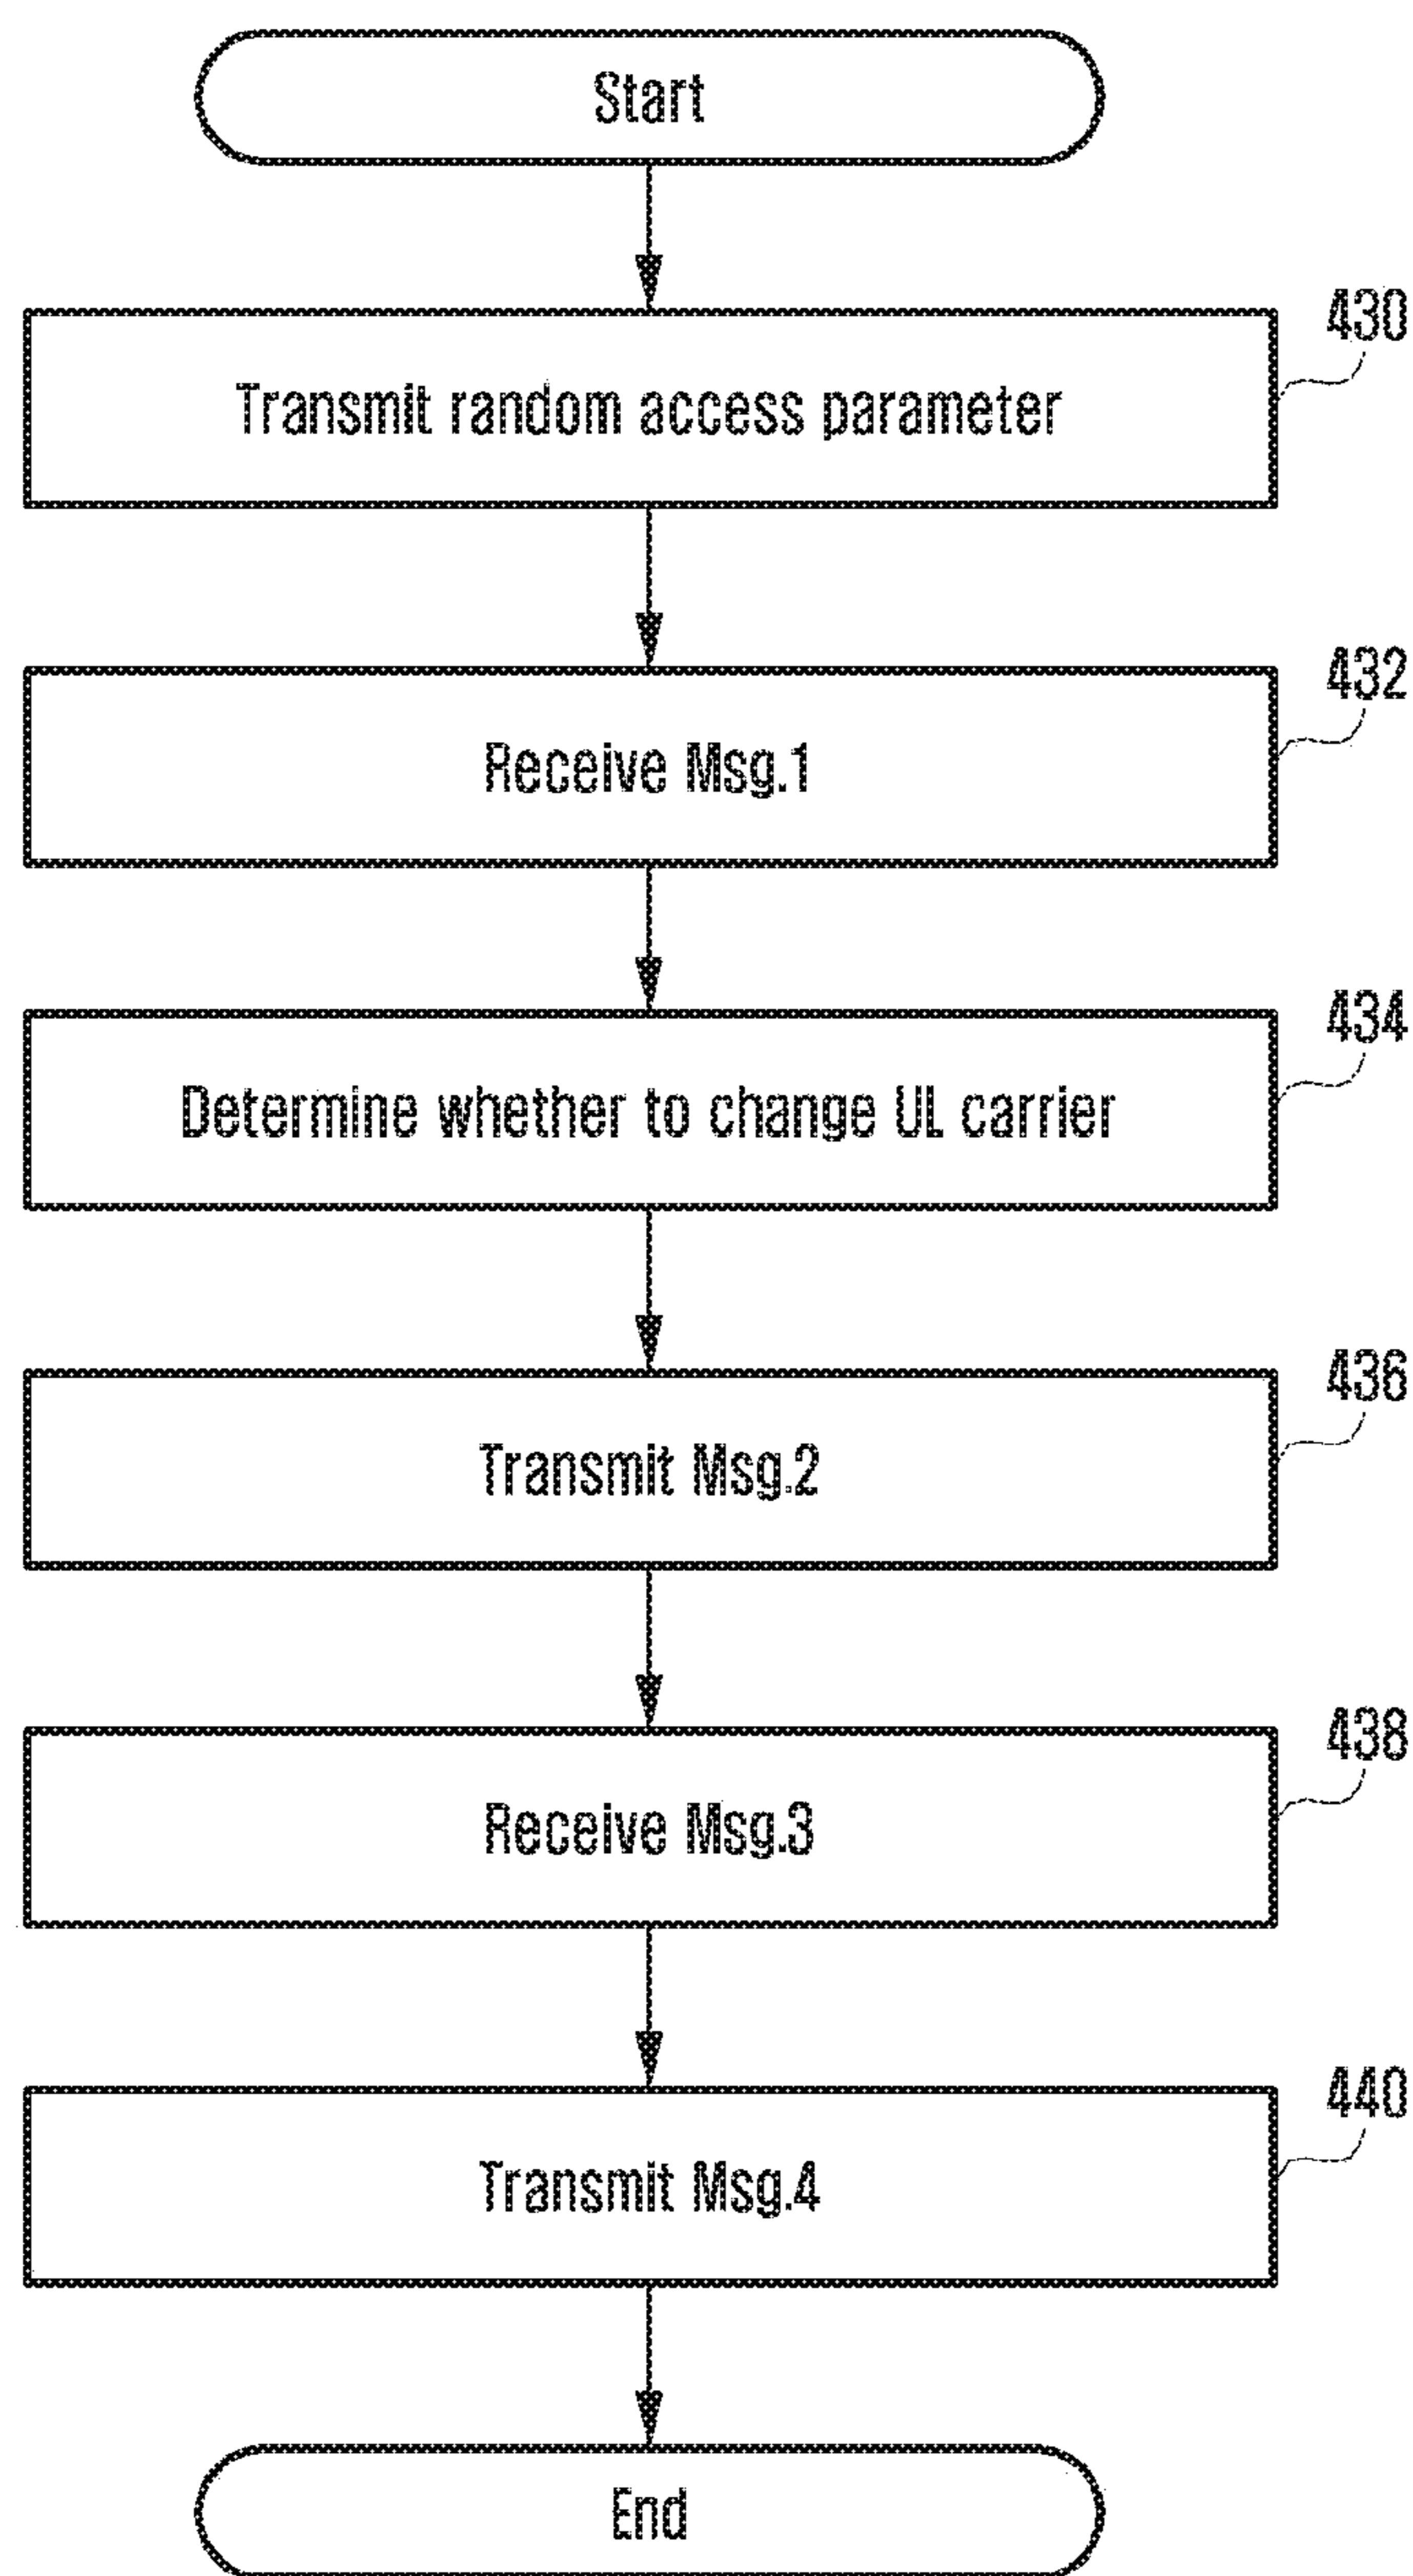 Start
430
Transmit random access parameter
432
Receive Msg.1
434
Determine whether to change UL carrier
436
Transmit Msg.2
438
Receive Msg.3
440
Transmit Msg.4
End